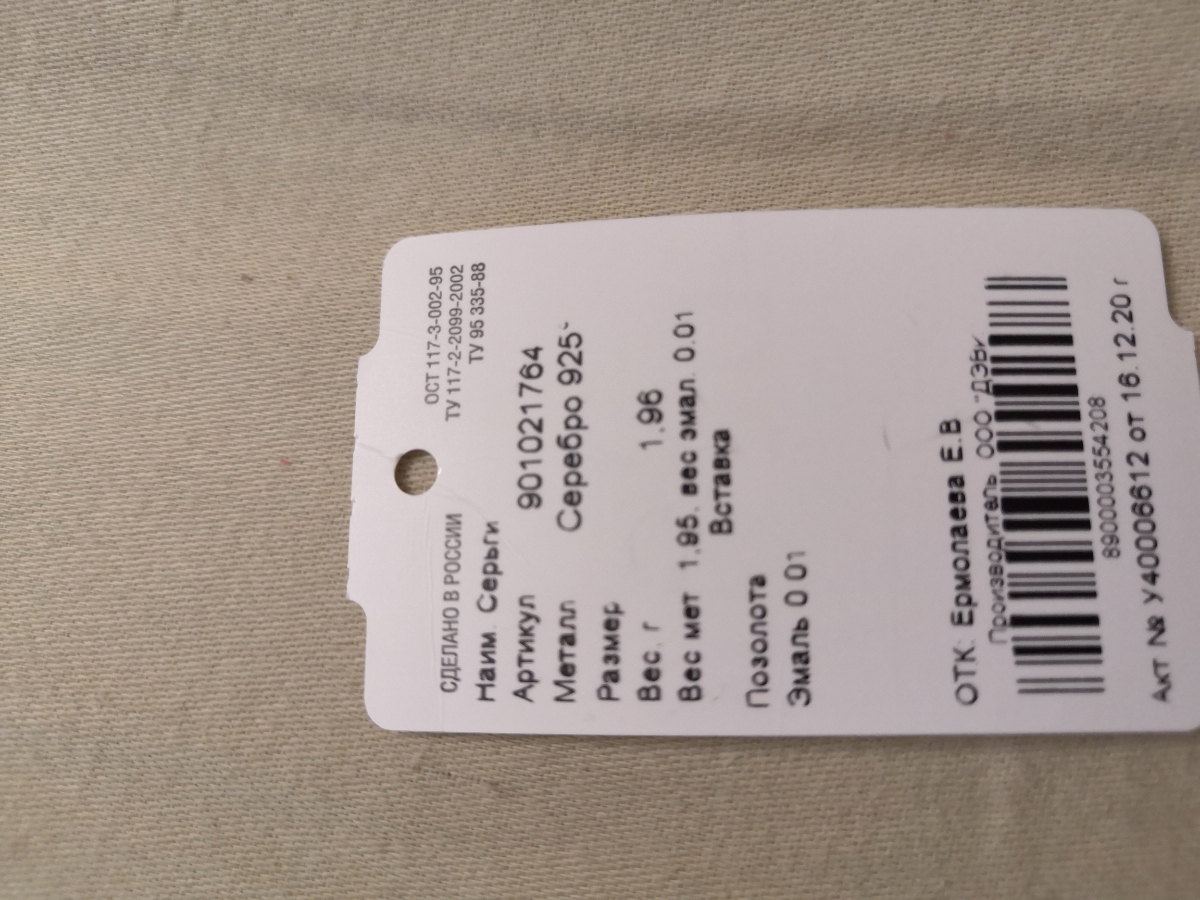 СДЕЛАНО В РОССИИ
ОСТ 117-3-002-95
ТУ 117-2-2099-2002
ТУ 95 335-88
Наим. Серьги
Артикул 901021764
Металл Серебро 925
Размер
Вес. г 1.96
Вес мет 1.95. вес эмал. 0.01
Вставка
Позолота
Эмаль 0 01
ОТК. Ермолаева Е.В
Производитель ООО
8900003554208
Акт № У40006612 от 16.12.20 г